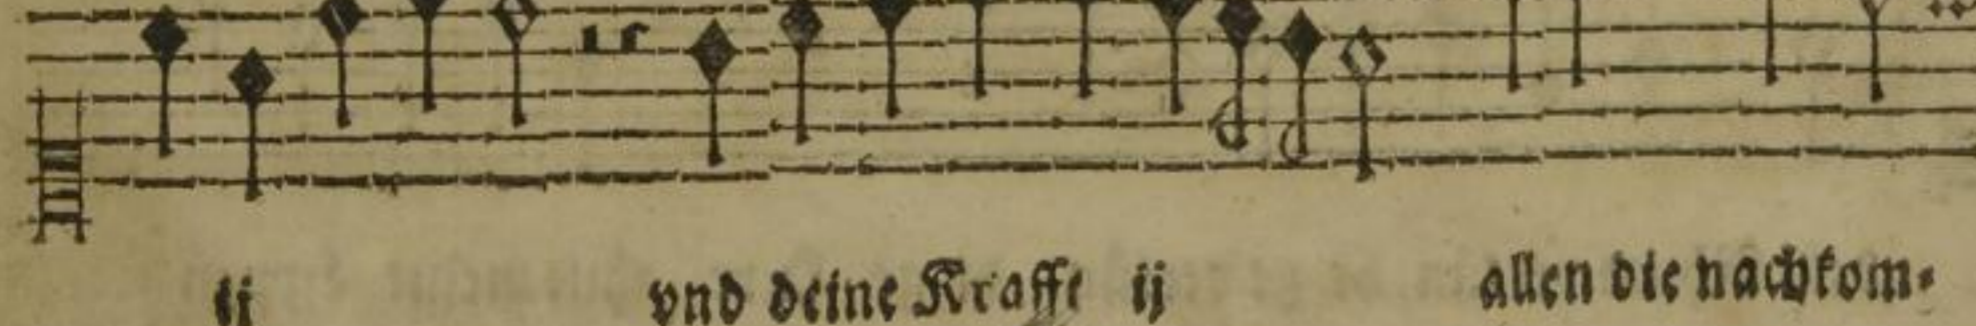 ij vnd deine Krafft ij allen die nachkom-